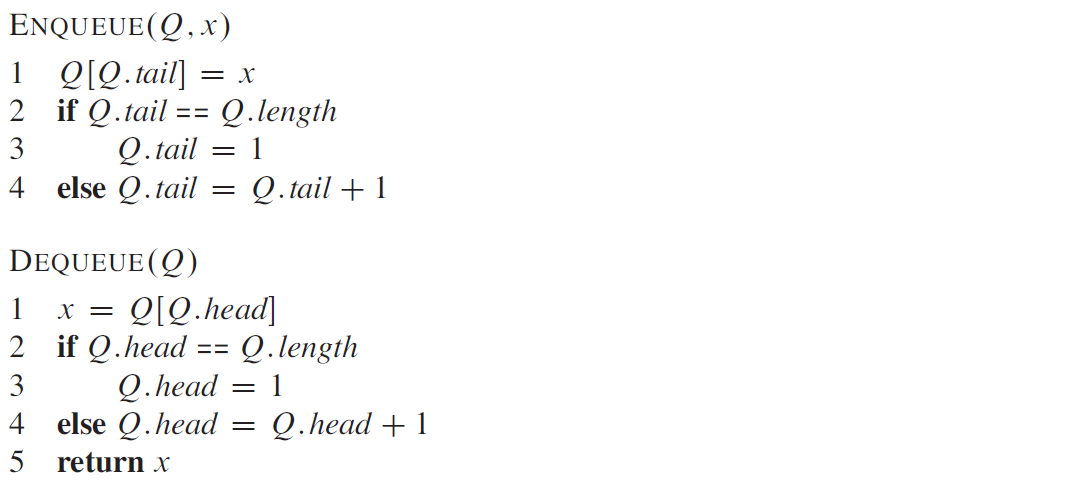 ENQUEUE(Q, x)
1 Q[Q.tail] = x
2 if Q.tail == Q.length
3 Q.tail = 1
4 else Q.tail = Q.tail + 1
DEQUEUE(Q)
1 x = Q[Q.head]
2 if Q.head == Q.length
3 Q.head = 1
4 else Q.head = Q.head + 1
5 return x